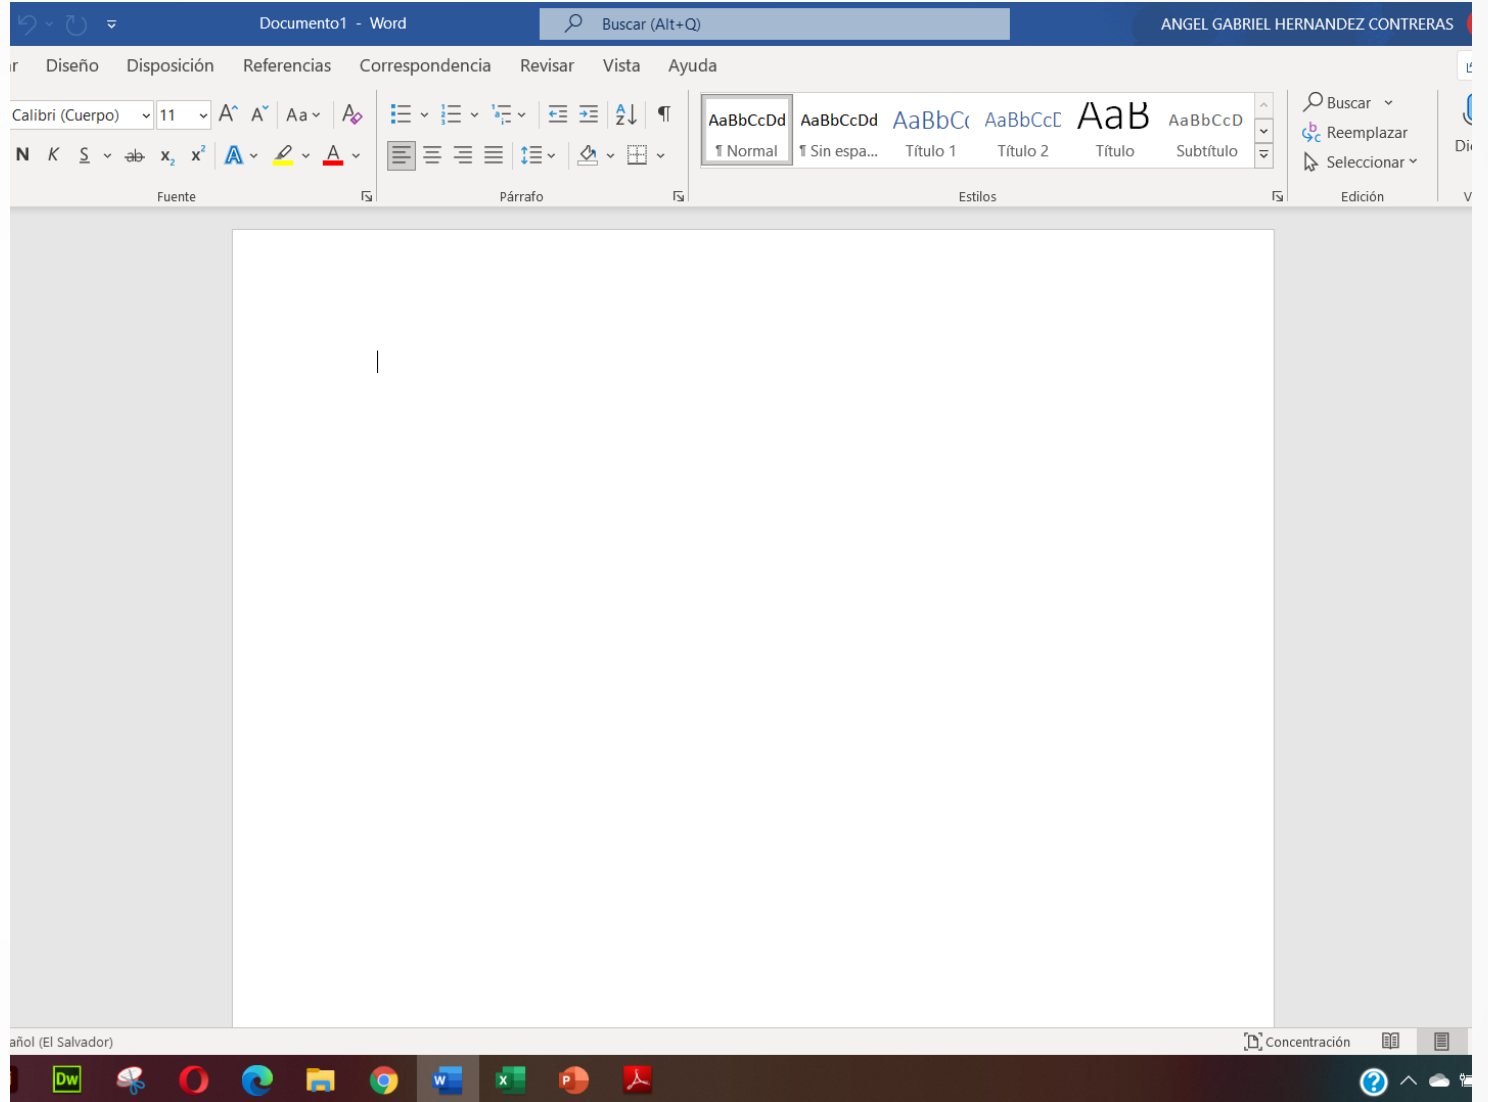 Documento1 - Word
Buscar (Alt+Q)
ANGEL GABRIEL HERNANDEZ CONTRERAS
Diseño Disposición Referencias Correspondencia Revisar Vista Ayuda
Calibri (Cuerpo) 11 A A Aa A
N K S ab x₂ x² A A
AaBbCcDd AaBbCcDd AaBbC AaBbCcD AaB AaBbCcD
¶ Normal ¶ Sin espa... Título 1 Título 2 Título Subtítulo
Buscar
Reemplazar
Seleccionar
Fuente Párrafo Estilos Edición
añol (El Salvador)
Concentración
Dw W X P